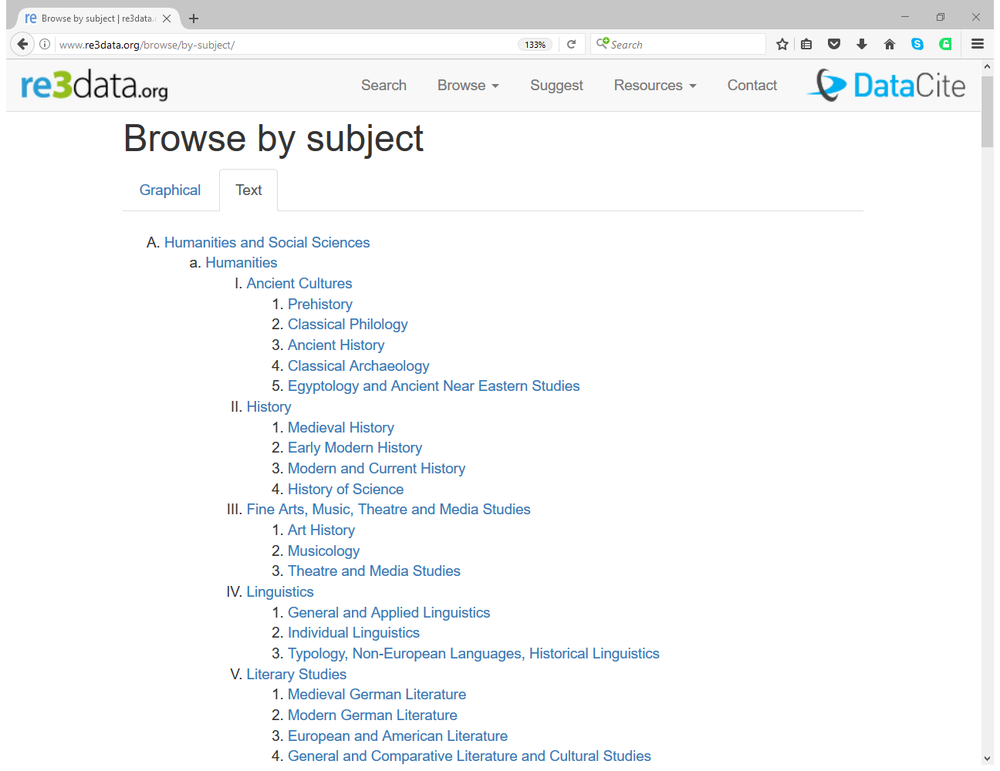 re Browse by subject | re3data.
www.re3data.org/browse/by-subject/
133%
Search
re3data.org
Search
Browse
Suggest
Resources
Contact
DataCite
Browse by subject
Graphical
Text
A. Humanities and Social Sciences
a. Humanities
I. Ancient Cultures
1. Prehistory
2. Classical Philology
3. Ancient History
4. Classical Archaeology
5. Egyptology and Ancient Near Eastern Studies
II. History
1. Medieval History
2. Early Modern History
3. Modern and Current History
4. History of Science
III. Fine Arts, Music, Theatre and Media Studies
1. Art History
2. Musicology
3. Theatre and Media Studies
IV. Linguistics
1. General and Applied Linguistics
2. Individual Linguistics
3. Typology, Non-European Languages, Historical Linguistics
V. Literary Studies
1. Medieval German Literature
2. Modern German Literature
3. European and American Literature
4. General and Comparative Literature and Cultural Studies